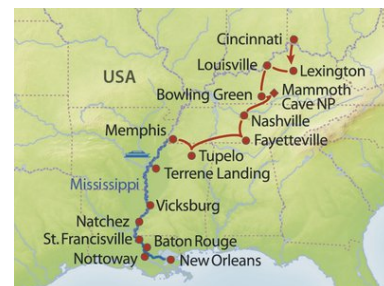 Cincinnati
Louisville
Lexington
USA
Mammoth
Cave NP
Bowling Green
Nashville
Memphis
Fayetteville
Tupelo
Terrene Landing
Mississippi
Vicksburg
Natchez
St. Francisville
Baton Rouge
Nottoway
New Orleans